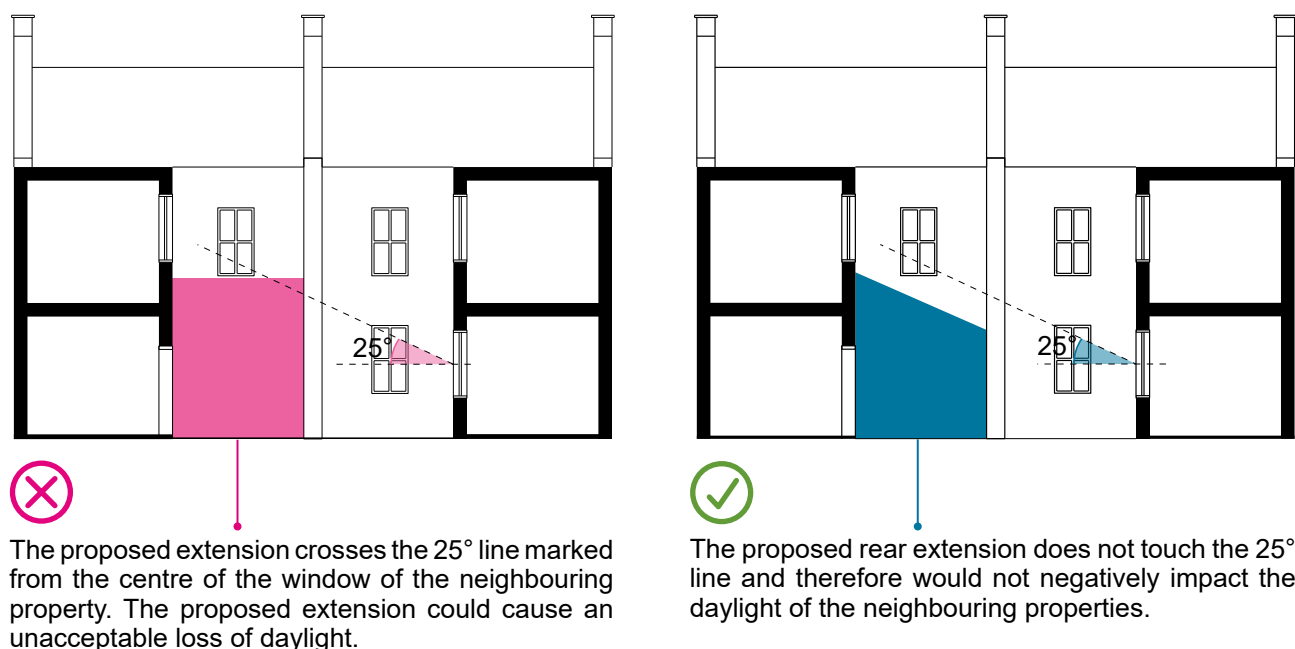 25°
25°
The proposed extension crosses the 25° line marked
from the centre of the window of the neighbouring
property. The proposed extension could cause an
unacceptable loss of daylight.
The proposed rear extension does not touch the 25°
line and therefore would not negatively impact the
daylight of the neighbouring properties.